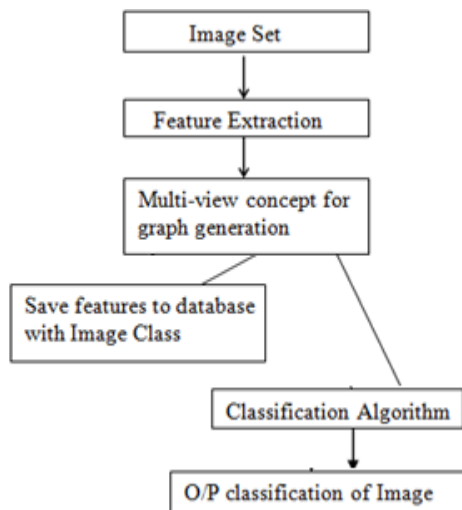 Image Set
Feature Extraction
Multi-view concept for
graph generation
Save features to database
with Image Class
Classification Algorithm
O/P classification of Image